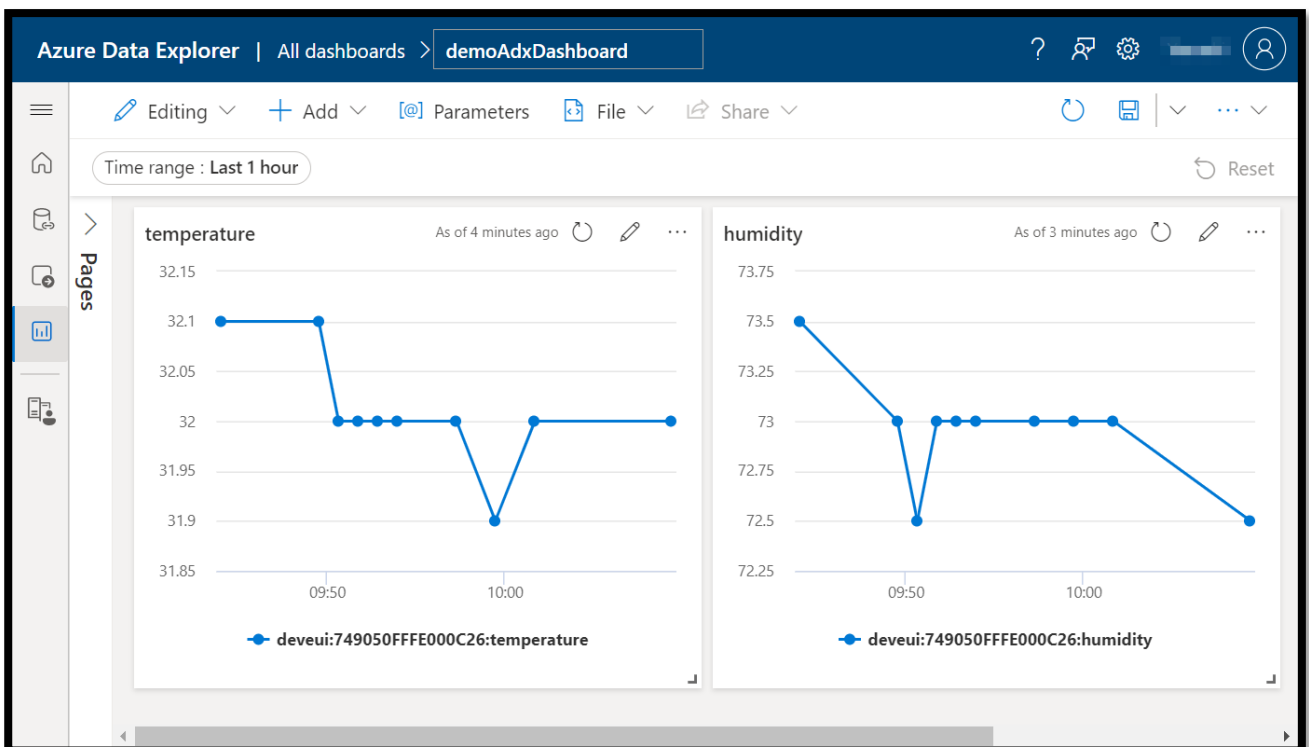 Azure Data Explorer | All dashboards > demoAdxDashboard
Editing Add [@] Parameters File Share ...
Time range : Last 1 hour Reset
Pages
temperature As of 4 minutes ago ...
32.15
32.1
32.05
32
31.95
31.9
31.85
09:50 10:00
deveui:749050FFFE000C26:temperature
humidity As of 3 minutes ago ...
73.75
73.5
73.25
73
72.75
72.5
72.25
09:50 10:00
deveui:749050FFFE000C26:humidity